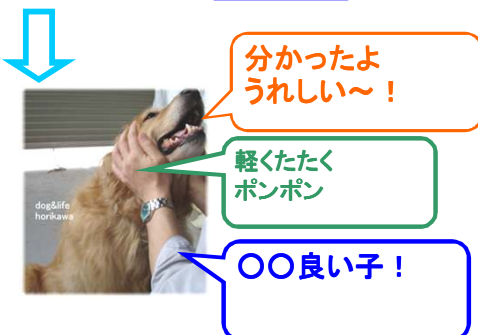 分かったよ
うれしい～！
軽くたたく
ポンポン
dog&life
horikawa
〇〇良い子！